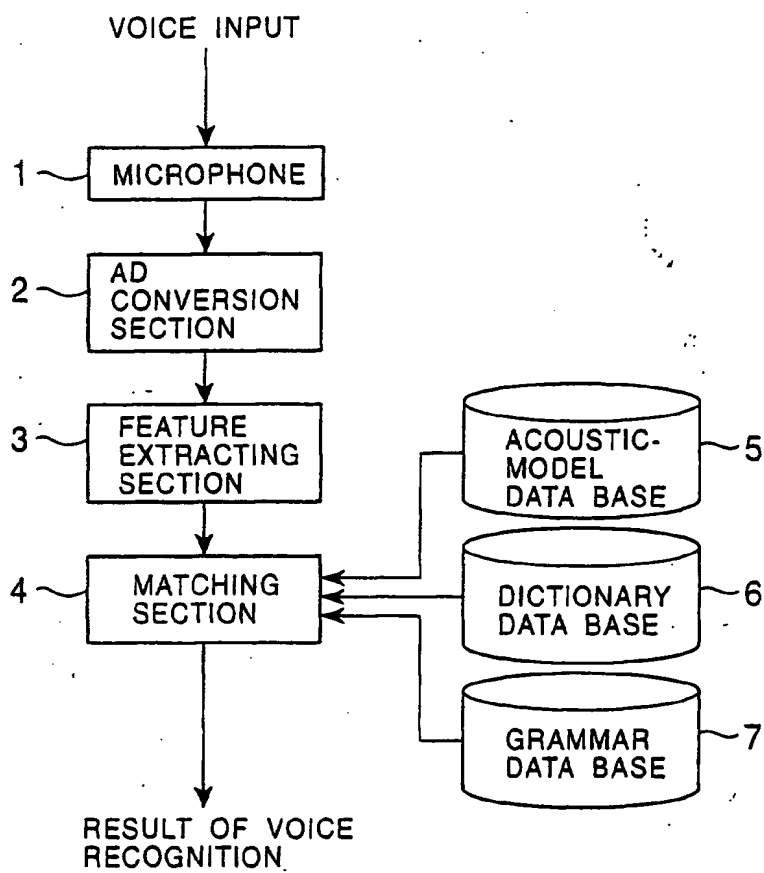 VOICE INPUT
1
MICROPHONE
2
AD
CONVERSION
SECTION
3
FEATURE
EXTRACTING
SECTION
4
MATCHING
SECTION
ACOUSTIC-
MODEL
DATA BASE
5
DICTIONARY
DATA BASE
6
GRAMMAR
DATA BASE
7
RESULT OF VOICE
RECOGNITION